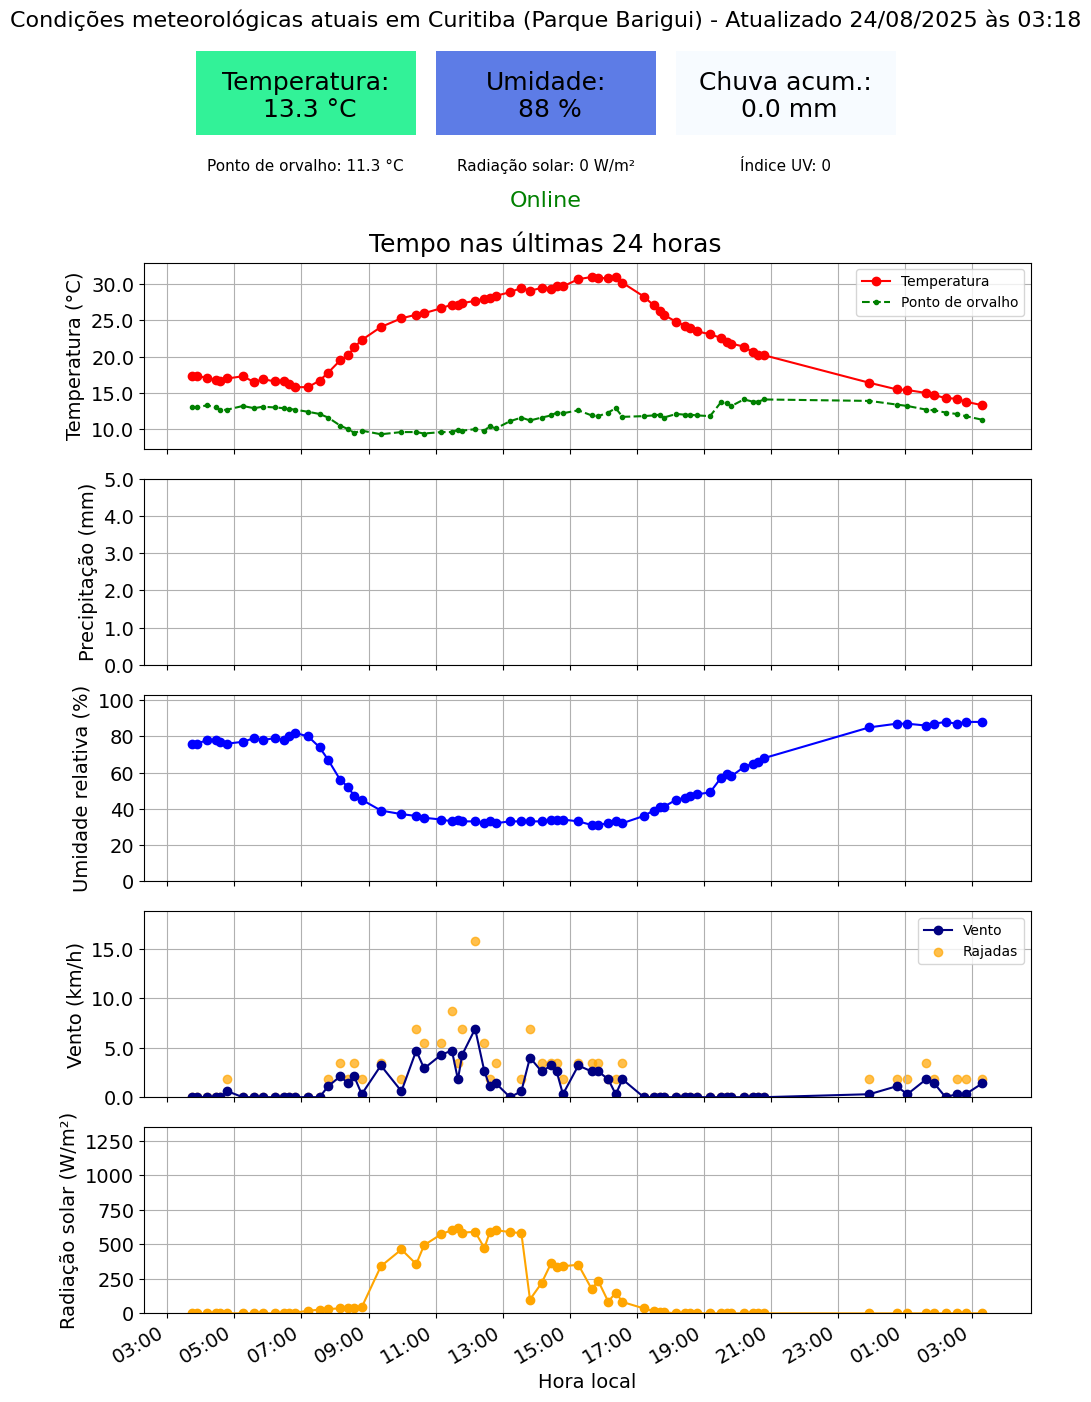 Condições meteorológicas atuais em Curitiba (Parque Barigui) - Atualizado 24/08/2025 às 03:18
Temperatura:
13.3 °C
Umidade:
88 %
Chuva acum.:
0.0 mm
Ponto de orvalho: 11.3 °C
Radiação solar: 0 W/m²
Índice UV: 0
Online
Tempo nas últimas 24 horas
Temperatura (°C)
30.0
25.0
20.0
15.0
10.0
Temperatura
Ponto de orvalho
Precipitação (mm)
5.0
4.0
3.0
2.0
1.0
0.0
Umidade relativa (%)
100
80
60
40
20
0
Vento (km/h)
15.0
10.0
5.0
0.0
Vento
Rajadas
Radiação solar (W/m²)
1250
1000
750
500
250
0
03:00 05:00 07:00 09:00 11:00 13:00 15:00 17:00 19:00 21:00 23:00 01:00 03:00
Hora local